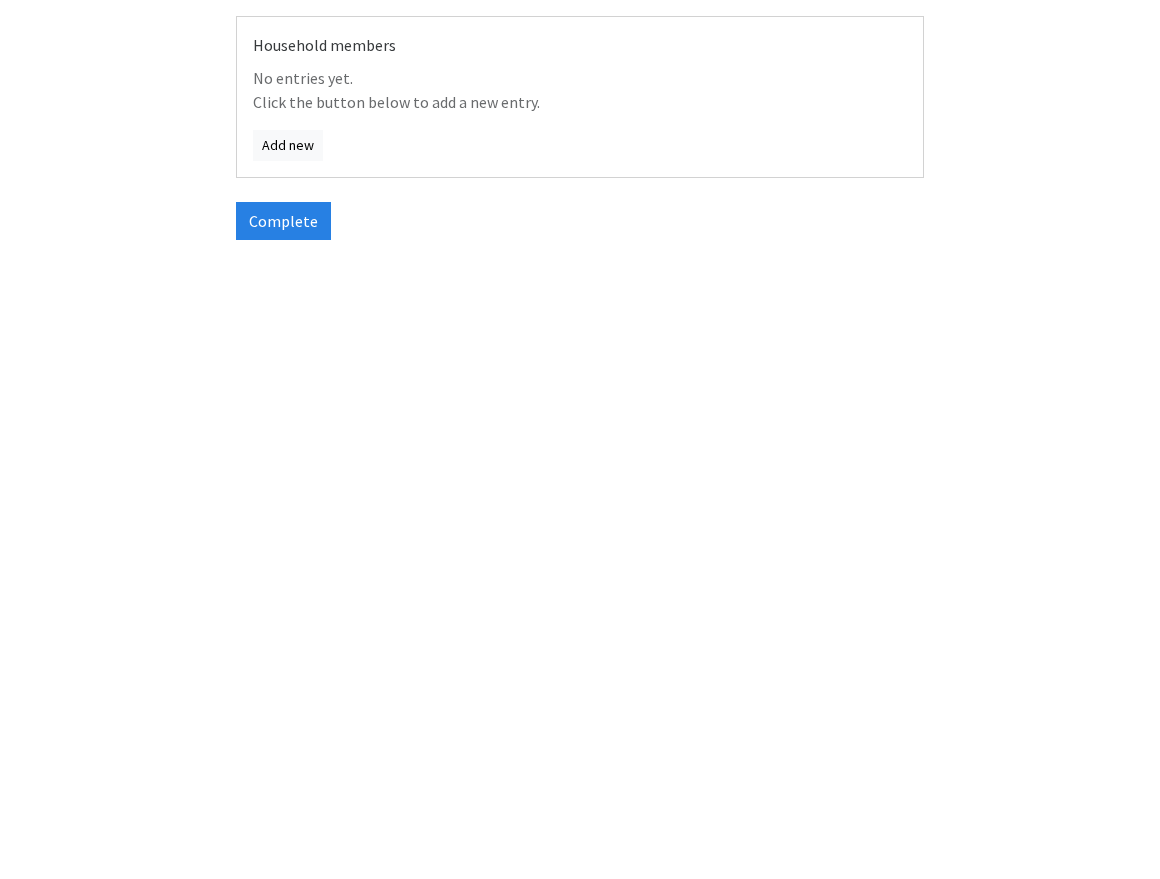 Household members
No entries yet.
Click the button below to add a new entry.
Add new
Complete